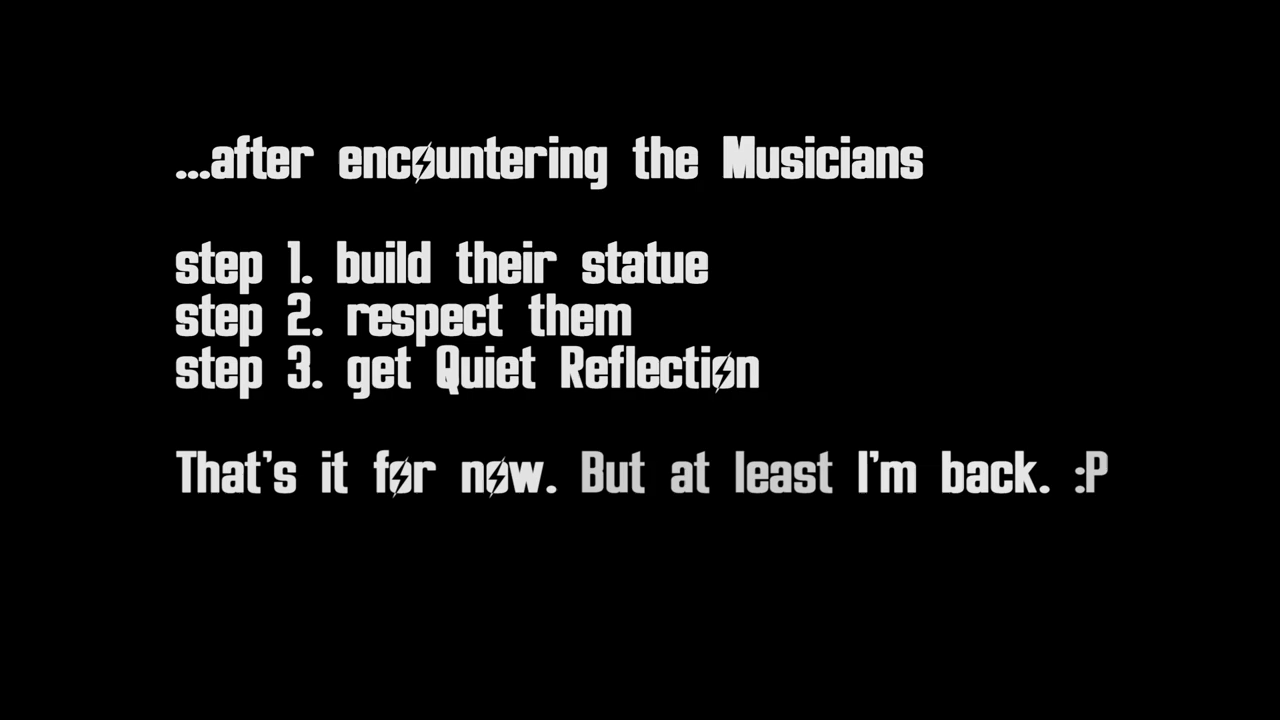 ...after encountering the Musicians
step 1. build their statue
step 2. respect them
step 3. get Quiet Reflection
That's it for now. But at least I'm back. :P